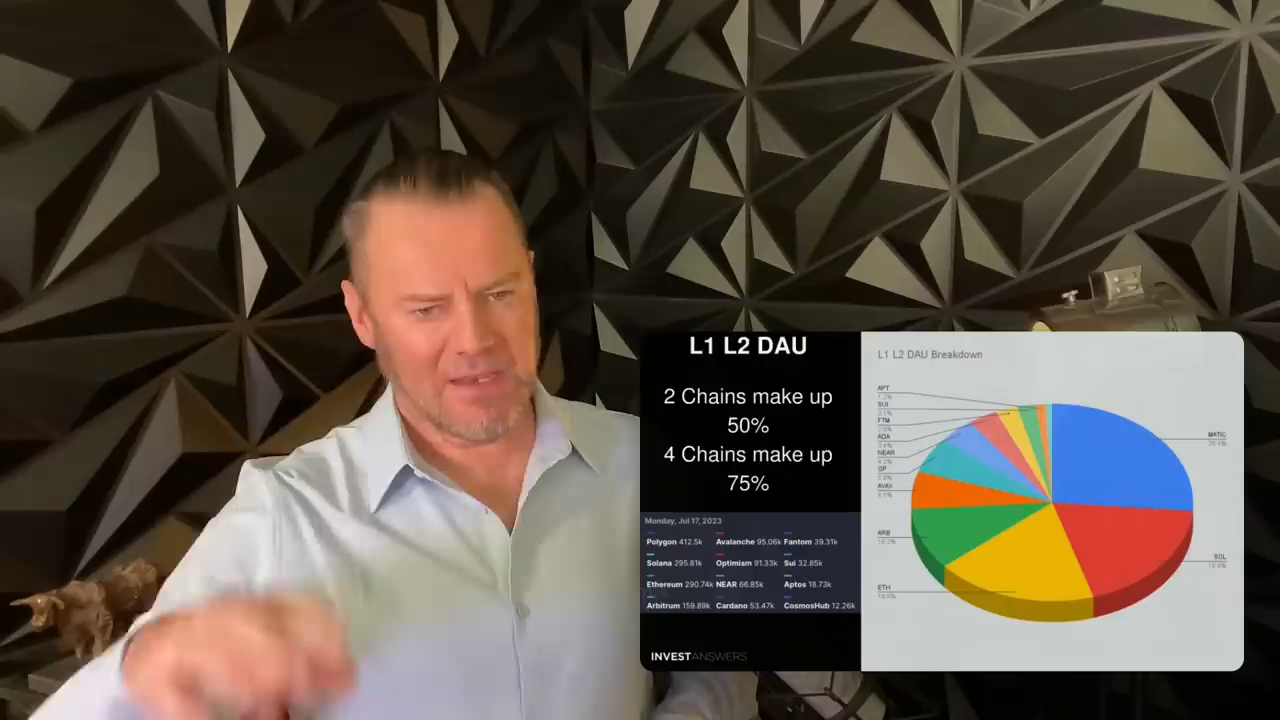 L1 L2 DAU
2 Chains make up
50%
4 Chains make up
75%
Monday, Jul 17, 2023
Polygon 412.5k Avalanche 95.06k Fantom 39.31k
Solana 295.81k Optimism 91.33k Sui 32.85k
Ethereum 290.74k NEAR 66.85k Aptos 18.73k
Arbitrum 159.89k Cardano 53.47k CosmosHub 12.26k
INVESTANSWERS
L1 L2 DAU Breakdown
APT
SUI
FTM
ADA
NEAR
OP
AVAX
ARB
ETH
MATIC
SOL